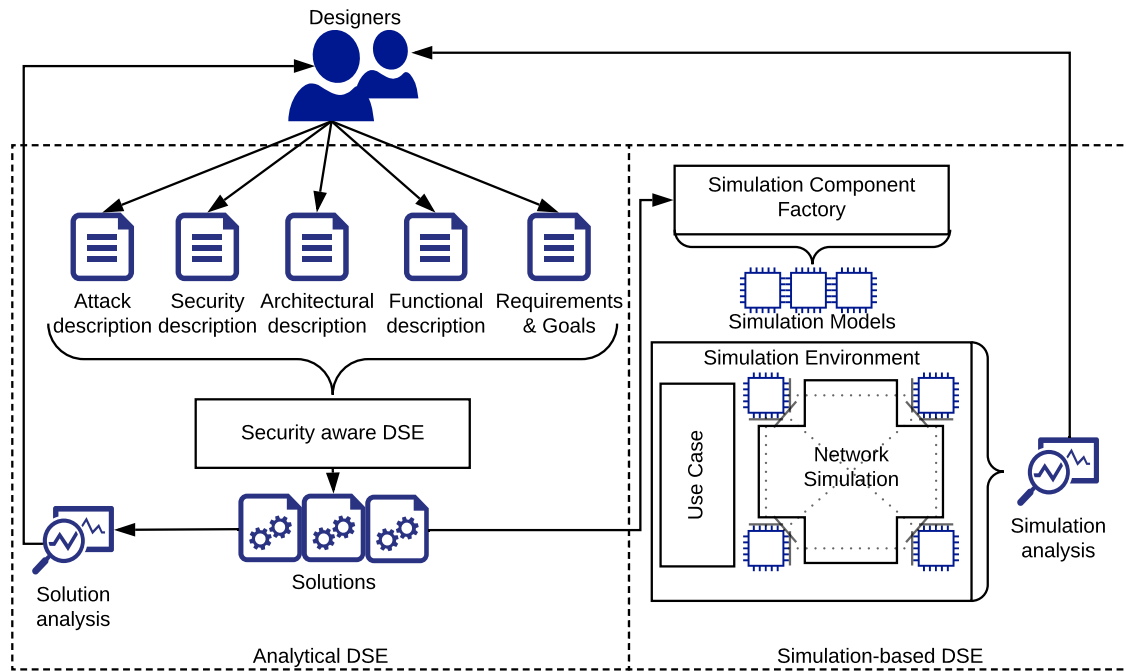 Designers
Attack
description
Security
description
Architectural
description
Functional
description
Requirements
& Goals
Security aware DSE
Solutions
Solution
analysis
Analytical DSE
Simulation Component
Factory
Simulation Models
Simulation Environment
Use Case
Network
Simulation
Simulation
analysis
Simulation-based DSE